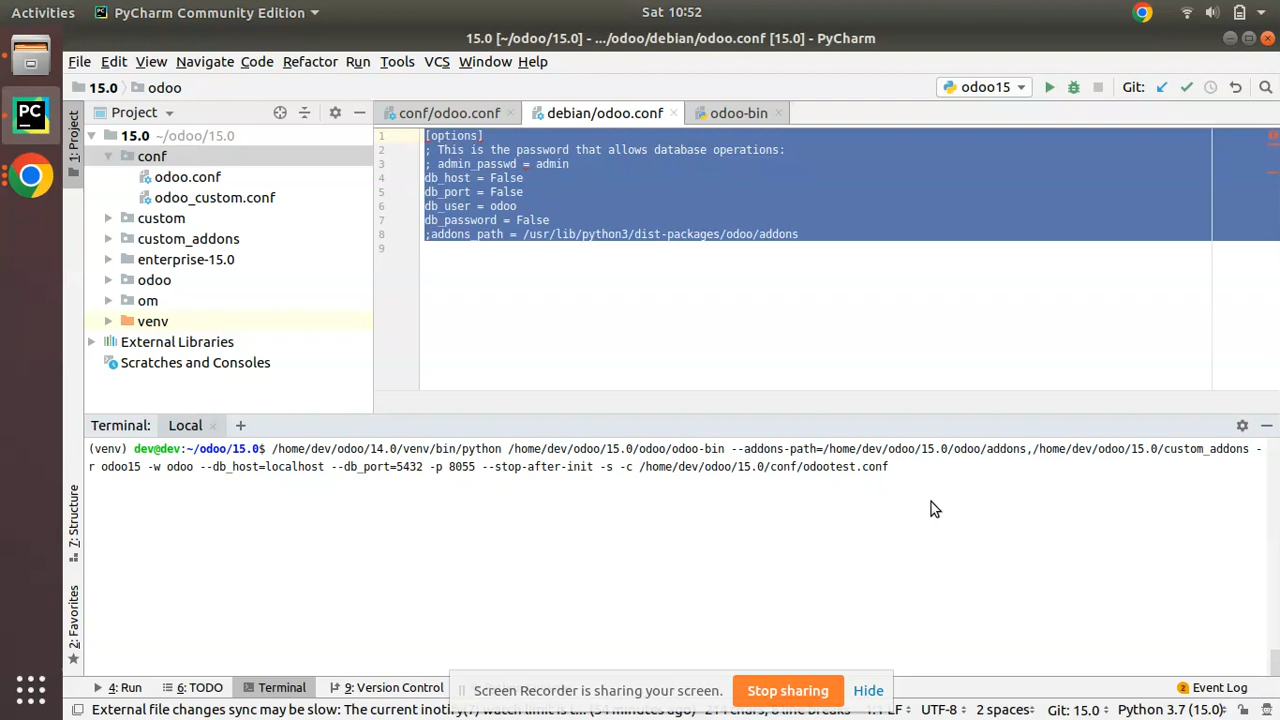 Activities
PyCharm Community Edition
Sat 10:52
15.0 [~/odoo/15.0] - .../odoo/debian/odoo.conf [15.0] - PyCharm
File Edit View Navigate Code Refactor Run Tools VCS Window Help
15.0 odoo
odoo15
Git:
Project
conf/odoo.conf
debian/odoo.conf
odoo-bin
1: Project
PC
15.0 ~/odoo/15.0
conf
odoo.conf
odoo_custom.conf
custom
custom_addons
enterprise-15.0
odoo
om
venv
External Libraries
Scratches and Consoles
1 [options]
2 ; This is the password that allows database operations:
3 ; admin_passwd = admin
4 db_host = False
5 db_port = False
6 db_user = odoo
7 db_password = False
8 ;addons_path = /usr/lib/python3/dist-packages/odoo/addons
9
Terminal: Local
(venv) dev@dev:~/odoo/15.0$ /home/dev/odoo/14.0/venv/bin/python /home/dev/odoo/15.0/odoo/odoo-bin --addons-path=/home/dev/odoo/15.0/odoo/addons,/home/dev/odoo/15.0/custom_addons -
r odoo15 -w odoo --db_host=localhost --db_port=5432 -p 8055 --stop-after-init -s -c /home/dev/odoo/15.0/conf/odootest.conf
7: Structure
2: Favorites
4: Run
6: TODO
Terminal
9: Version Control
Screen Recorder is sharing your screen.
Stop sharing
Hide
2 Event Log
External file changes sync may be slow: The current inotify(7) watch limit is t... (54 minutes ago)
1:1 LF UTF-8 2 spaces Git: 15.0 Python 3.7 (15.0)